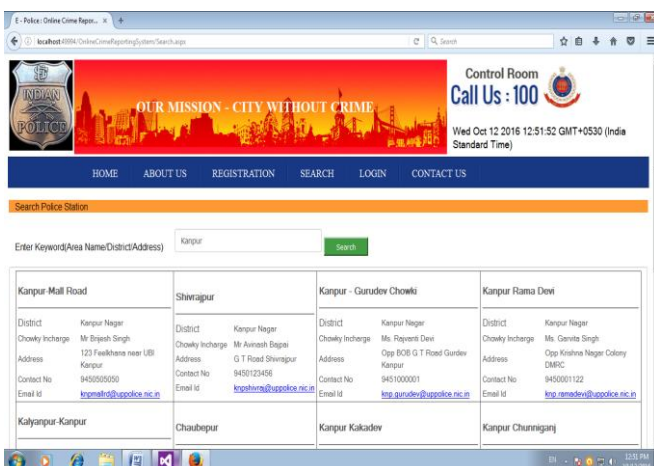 E - Police : Online Crime Repor...
localhost:49994/OnlineCrimeReportingSystem/Search.aspx
Search
INDIAN
POLICE
OUR MISSION - CITY WITHOUT CRIME
Control Room
Call Us : 100
Wed Oct 12 2016 12:51:52 GMT+0530 (India
Standard Time)
HOME ABOUT US REGISTRATION SEARCH LOGIN CONTACT US
Search Police Station
Enter Keyword(Area Name/District/Address) Kanpur Search
Kanpur-Mall Road
District Kanpur Nagar
Chowky Incharge Mr Brijesh Singh
Address 123 Feelkhana near UBI
Kanpur
Contact No 9450505050
Email Id knpmallrd@uppolice.nic.in
Shivrajpur
District Kanpur Nagar
Chowky Incharge Mr Avinash Bajpai
Address G T Road Shivrajpur
Contact No 9450123456
Email Id knpshivraj@uppolice.nic.in
Kanpur - Gurudev Chowki
District Kanpur Nagar
Chowky Incharge Ms. Rajvanti Devi
Address Opp BOB G T Road Gurdev
Kanpur
Contact No 9451000001
Email Id knp.gurudev@uppolice.nic.in
Kanpur Rama Devi
District Kanpur Nagar
Chowky Incharge Ms. Garvita Singh
Address Opp Krishna Nagar Colony
DMRC
Contact No 9450001122
Email Id knp.ramadevi@uppolice.nic.in
Kalyanpur-Kanpur
Chaubepur
Kanpur Kakadev
Kanpur Chunniganj
EN
12:51 PM